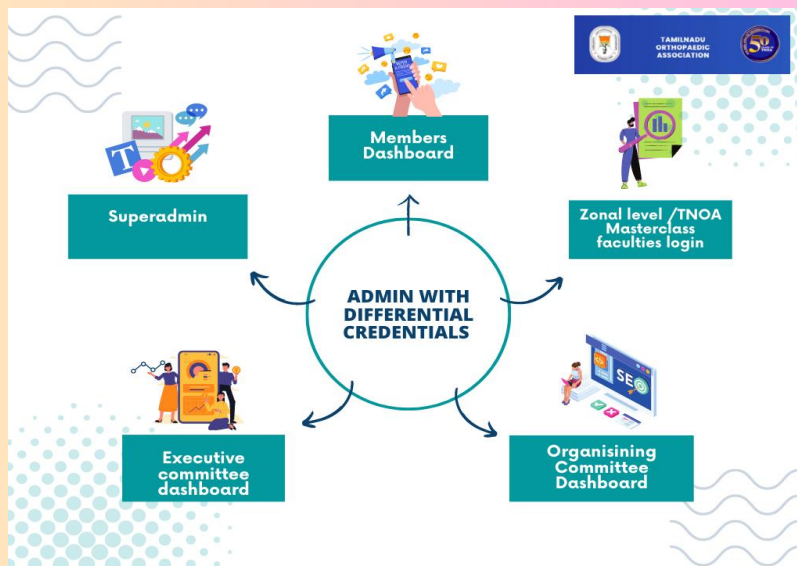 TAMILNADU
ORTHOPAEDIC
ASSOCIATION
50
Members
Dashboard
Superadmin
Zonal level /TNOA
Masterclass
faculties login
ADMIN WITH
DIFFERENTIAL
CREDENTIALS
SEO
Executive
committee
dashboard
Organisining
Committee
Dashboard